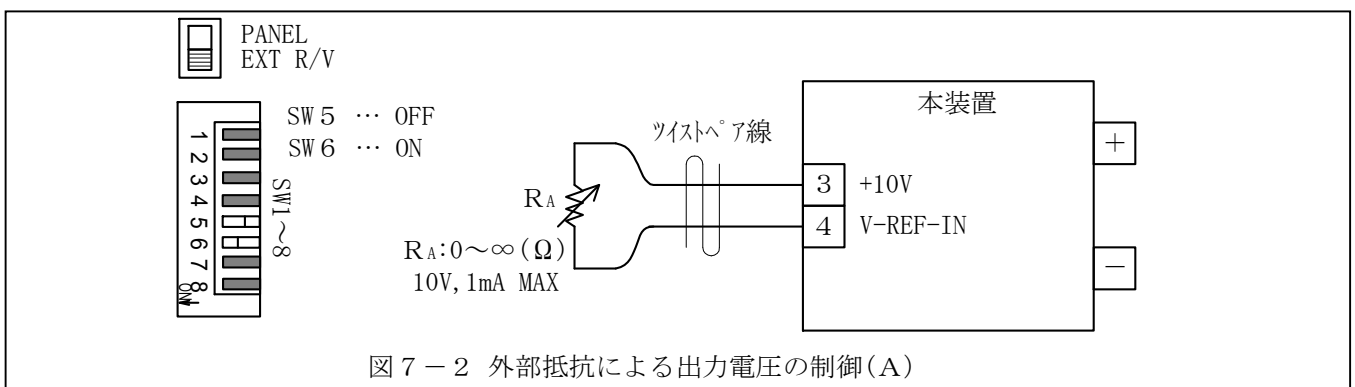 PANEL
EXT R/V
SW5 … OFF
SW6 … ON
1
2
3
4
5
6
7
8
ON
SW1～8
RA
RA:0～∞(Ω)
10V,1mA MAX
ﾂｲｽﾄﾍﾟｱ線
本装置
3 +10V
4 V-REF-IN
＋
－
図７－２ 外部抵抗による出力電圧の制御(A)